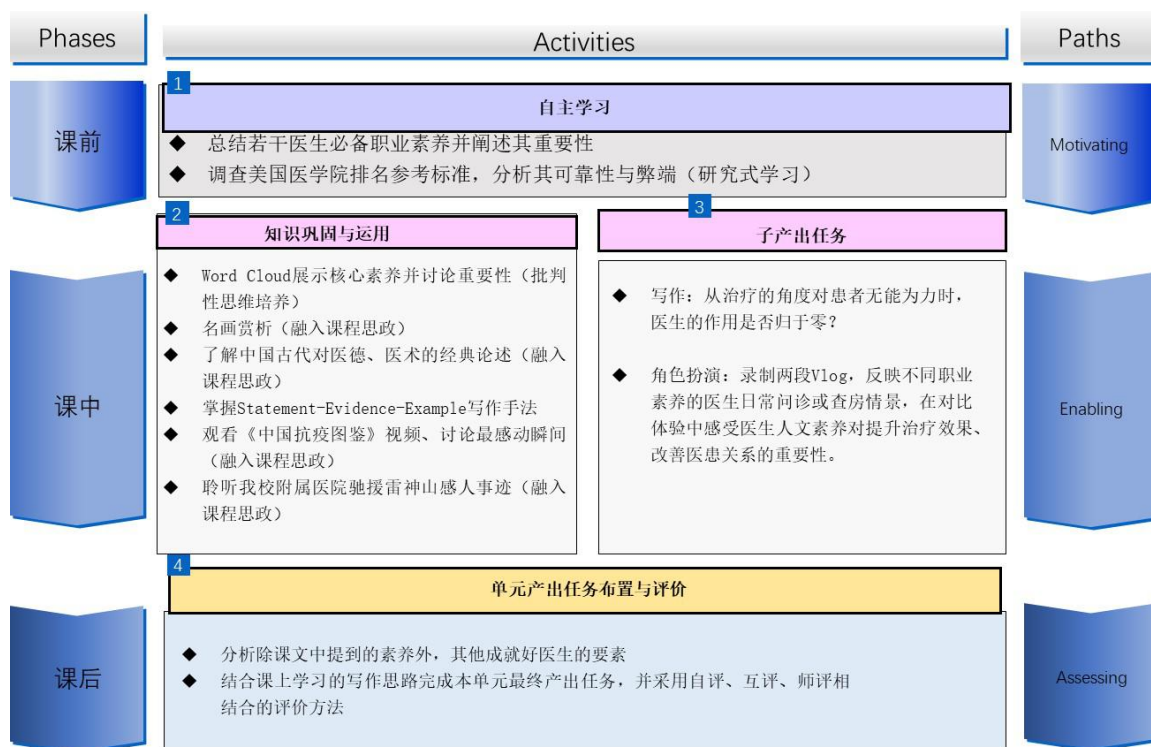 Phases
Activities
Paths
课前
1
自主学习
◆ 总结若干医生必备职业素养并阐述其重要性
◆ 调查美国医学院排名参考标准，分析其可靠性与弊端（研究式学习）
Motivating
课中
2
知识巩固与运用
◆ Word Cloud展示核心素养并讨论重要性（批判
性思维培养）
◆ 名画赏析（融入课程思政）
◆ 了解中国古代对医德、医术的经典论述（融入
课程思政）
◆ 掌握Statement-Evidence-Example写作手法
◆ 观看《中国抗疫图鉴》视频、讨论最感动瞬间
（融入课程思政）
◆ 聆听我校附属医院驰援雷神山感人事迹（融入
课程思政）
3
子产出任务
◆ 写作：从治疗的角度对患者无能为力时，
医生的作用是否归于零？
◆ 角色扮演：录制两段Vlog，反映不同职业
素养的医生日常问诊或查房情景，在对比
体验中感受医生人文素养对提升治疗效果、
改善医患关系的重要性。
Enabling
课后
4
单元产出任务布置与评价
◆ 分析除课文中提到的素养外，其他成就好医生的要素
◆ 结合课上学习的写作思路完成本单元最终产出任务，并采用自评、互评、师评相
结合的评价方法
Assessing